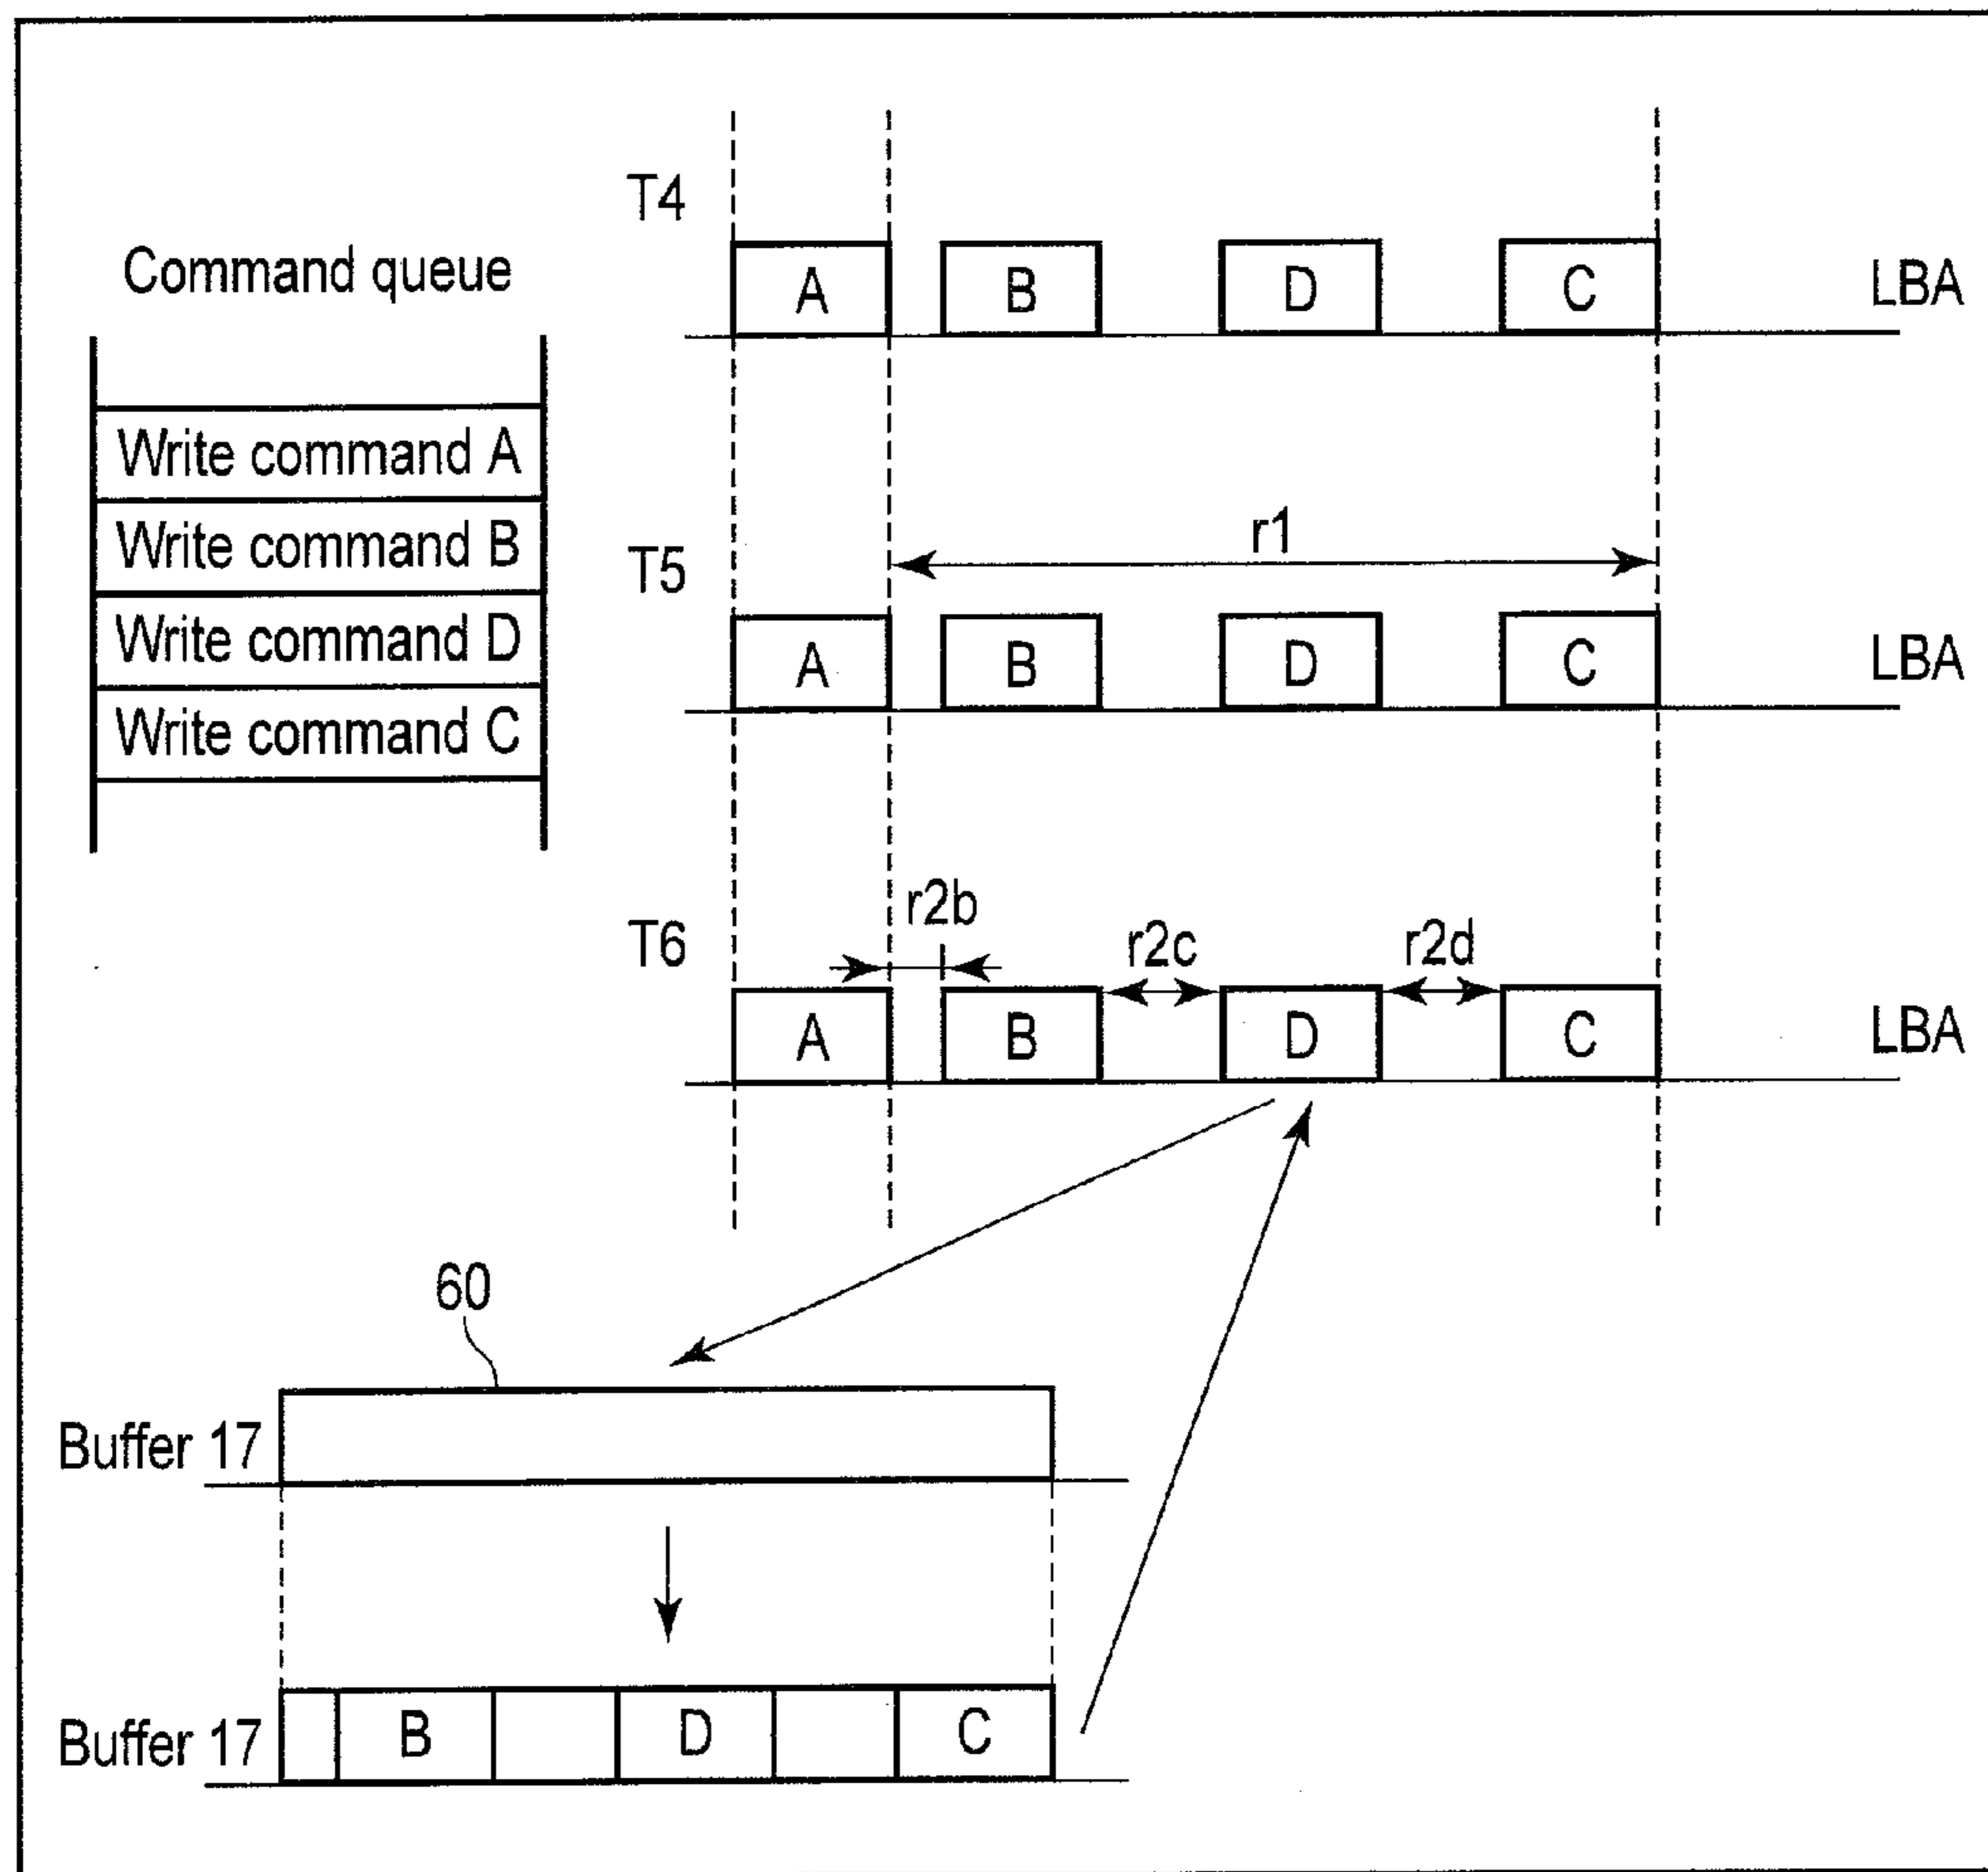 T4
Command queue
A B D C LBA
Write command A
Write command B
Write command D
Write command C
T5
r1
A B D C LBA
T6
r2b r2c r2d
A B D C LBA
60
Buffer 17
Buffer 17 B D C